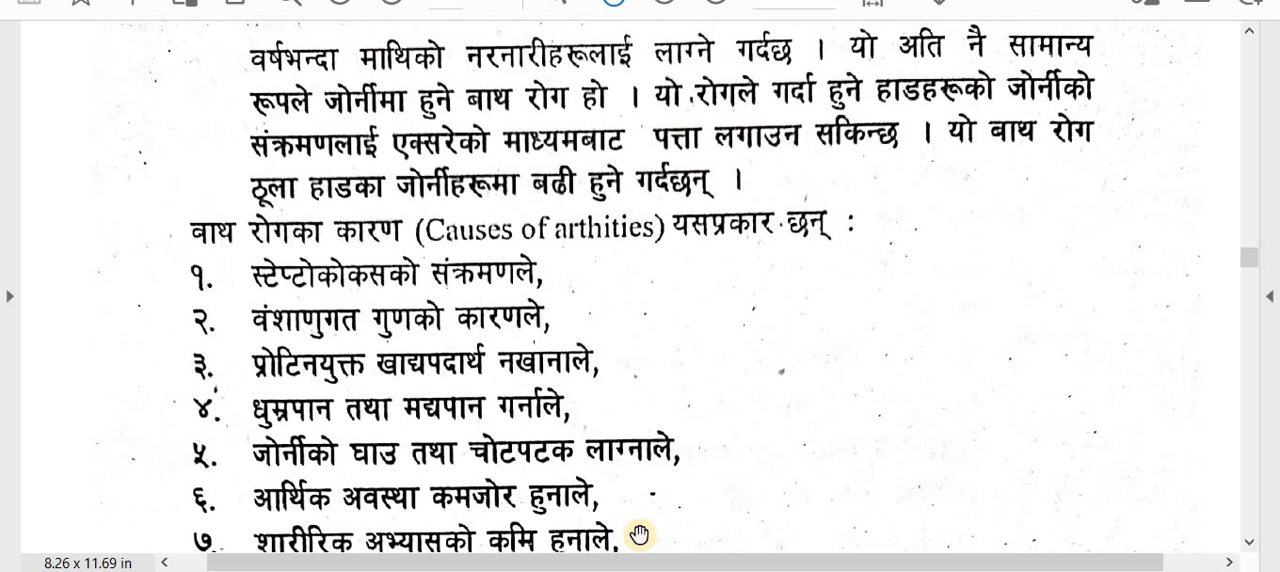 वर्षभन्दा माथिको नरनारीहरूलाई लाग्ने गर्दछ । यो अति नै सामान्य
रूपले जोर्नीमा हुने बाथ रोग हो । यो रोगले गर्दा हुने हाडहरूको जोर्नीको
संक्रमणलाई एक्सरेको माध्यमबाट पत्ता लगाउन सकिन्छ । यो बाथ रोग
ठूला हाडका जोर्नीहरूमा बढी हुने गर्दछन् ।
बाथ रोगका कारण (Causes of arthities) यसप्रकार छन् :
१. स्टेप्टोकोकसको संक्रमणले,
२. वंशाणुगत गुणको कारणले,
३. प्रोटिनयुक्त खाद्यपदार्थ नखानाले,
४. धुम्रपान तथा मद्यपान गर्नाले,
५. जोर्नीको घाउ तथा चोटपटक लाग्नाले,
६. आर्थिक अवस्था कमजोर हुनाले,
७. शारीरिक अभ्यासको कमि हुनाले,
8.26 x 11.69 in